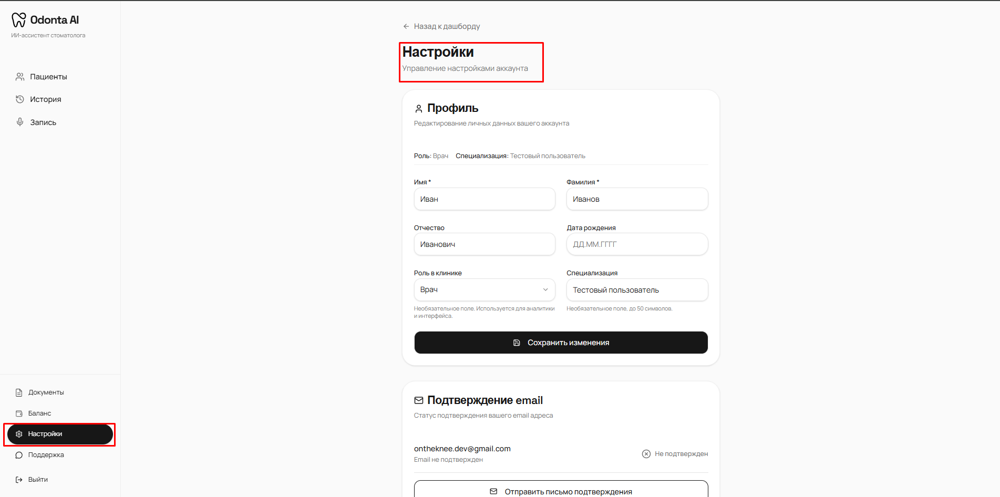 Odonta AI
ИИ-ассистент стоматолога
Пациенты
История
Запись
Документы
Баланс
Настройки
Поддержка
Выйти
Назад к дашборду
Настройки
Управление настройками аккаунта
Профиль
Редактирование личных данных вашего аккаунта
Роль: Врач Специализация: Тестовый пользователь
Имя * Фамилия *
Иван Иванов
Отчество Дата рождения
Иванович ДД.ММ.ГГГГ
Роль в клинике Специализация
Врач Тестовый пользователь
Необязательное поле. Используется для аналитики Необязательное поле, до 50 символов.
и интерфейса.
Сохранить изменения
Подтверждение email
Статус подтверждения вашего email адреса
ontheknee.dev@gmail.com
Email не подтвержден
Не подтвержден
Отправить письмо подтверждения